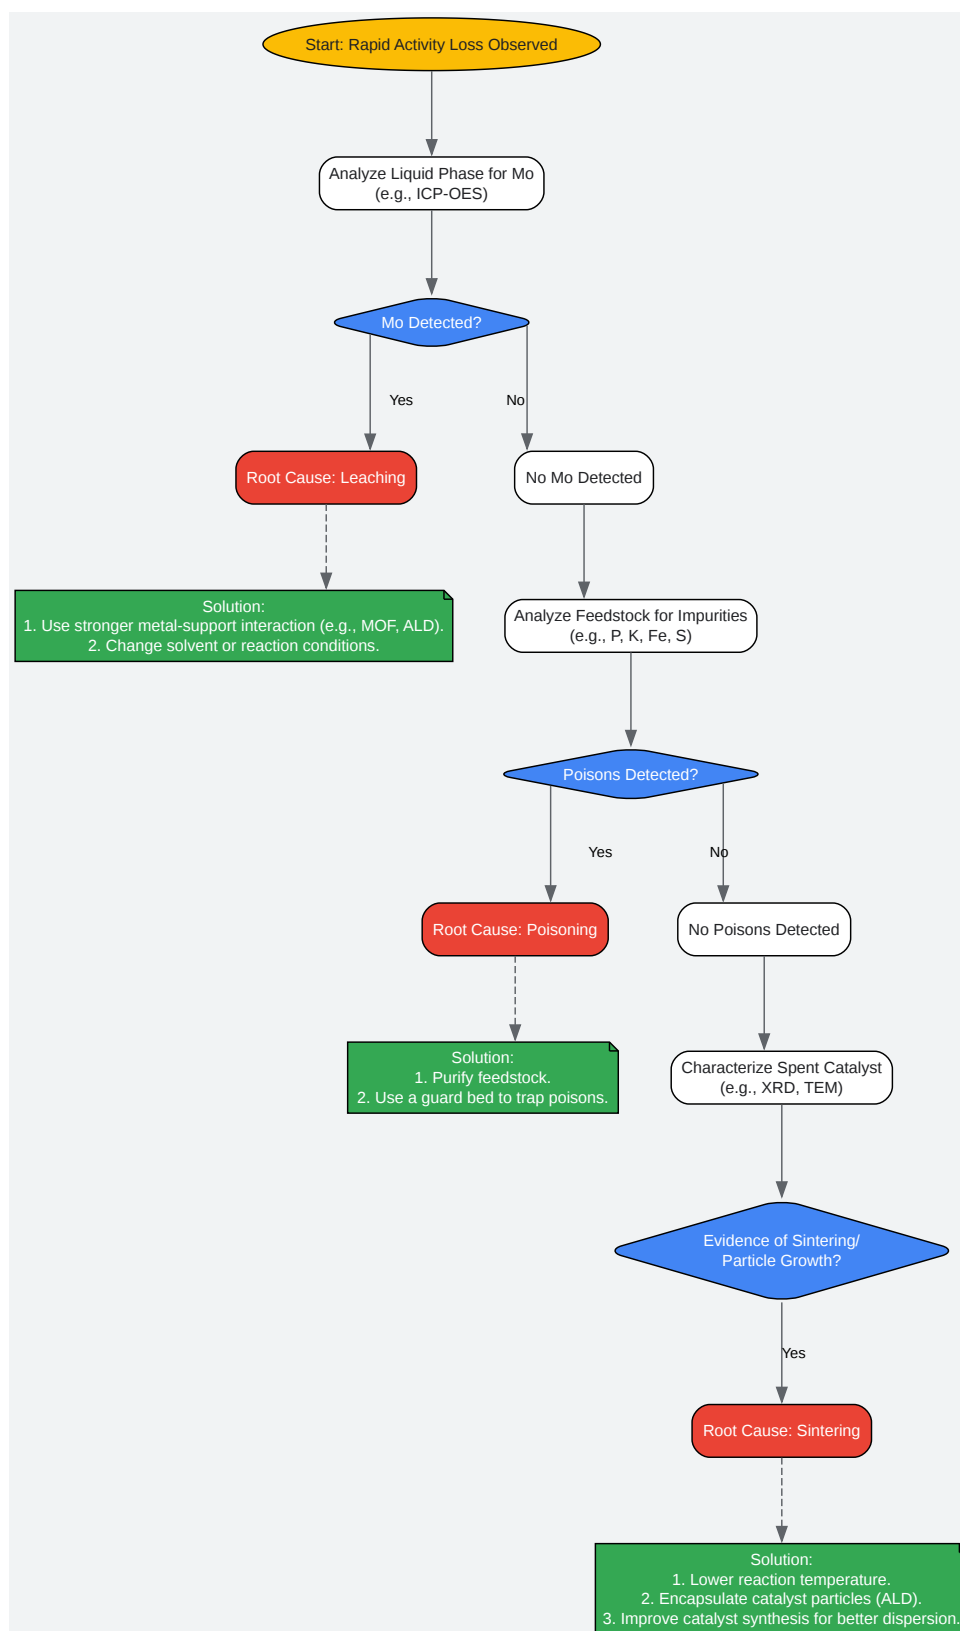 Start: Rapid Activity Loss Observed
Analyze Liquid Phase for Mo
(e.g., ICP-OES)
Mo Detected?
Yes
No
Root Cause: Leaching
No Mo Detected
Solution:
1. Use stronger metal-support interaction (e.g., MOF, ALD).
2. Change solvent or reaction conditions.
Analyze Feedstock for Impurities
(e.g., P, K, Fe, S)
Poisons Detected?
Yes
No
Root Cause: Poisoning
No Poisons Detected
Solution:
1. Purify feedstock.
2. Use a guard bed to trap poisons.
Characterize Spent Catalyst
(e.g., XRD, TEM)
Evidence of Sintering/
Particle Growth?
Yes
Root Cause: Sintering
Solution:
1. Lower reaction temperature.
2. Encapsulate catalyst particles (ALD).
3. Improve catalyst synthesis for better dispersion.